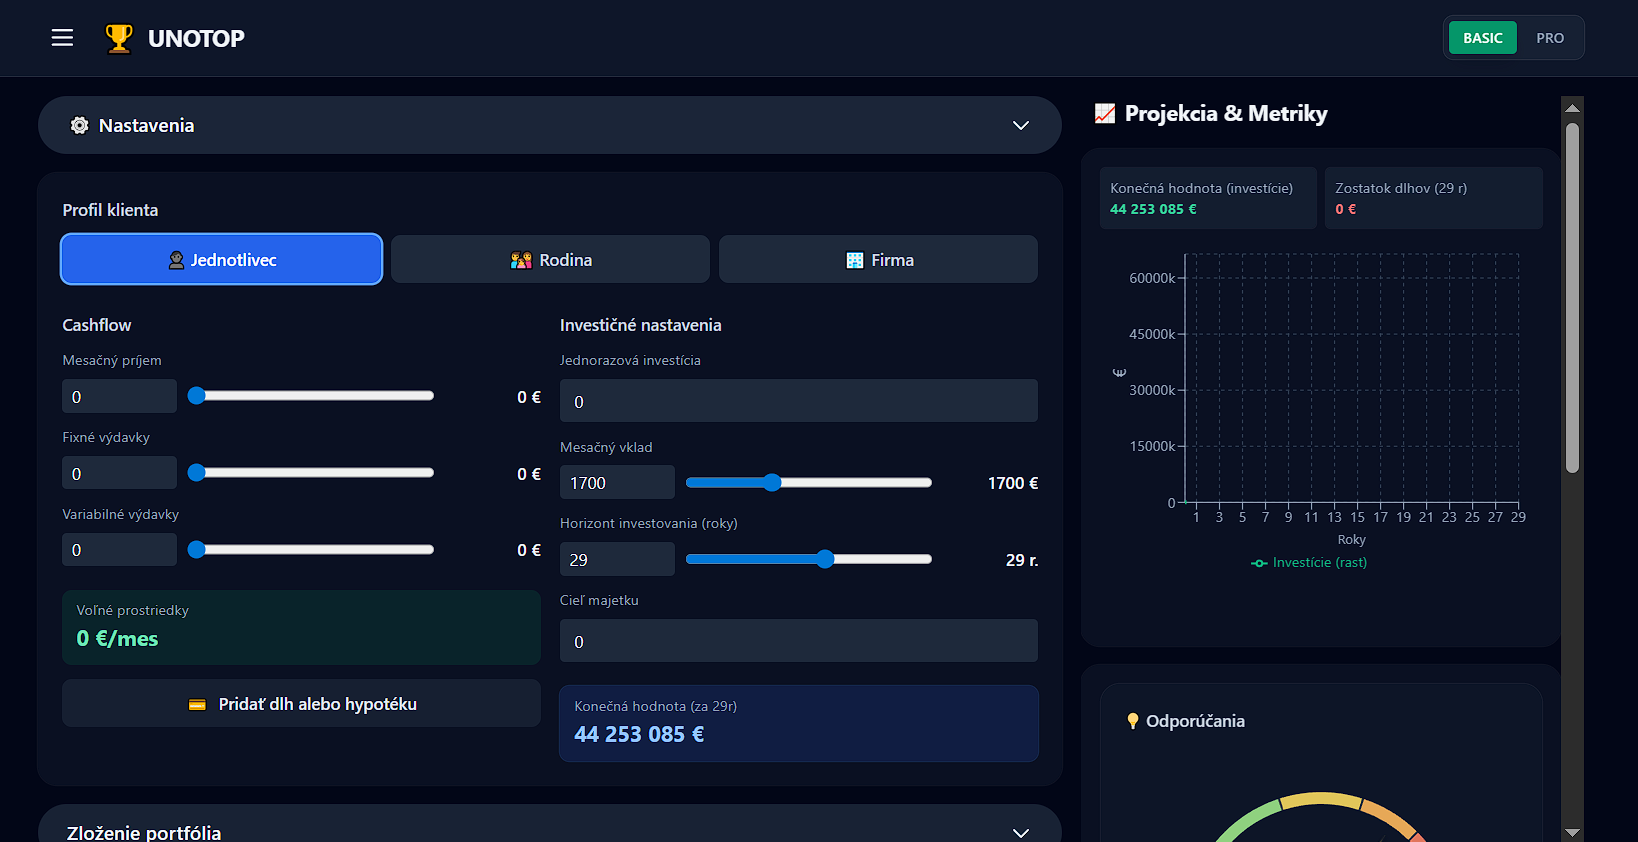 UNOTOP
BASIC PRO
Nastavenia
Profil klienta
Jednotlivec
Rodina
Firma
Cashflow
Mesačný príjem
0 0 €
Fixné výdavky
0 0 €
Variabilné výdavky
0 0 €
Voľné prostriedky
0 €/mes
Pridať dlh alebo hypotéku
Investičné nastavenia
Jednorazová investícia
0
Mesačný vklad
1700 1700 €
Horizont investovania (roky)
29 29 r.
Cieľ majetku
0
Konečná hodnota (za 29r)
44 253 085 €
Zloženie portfólia
Projekcia & Metriky
Konečná hodnota (investície)
44 253 085 €
Zostatok dlhov (29 r)
0 €
60000k
45000k
€
30000k
15000k
0
1 3 5 7 9 11 13 15 17 19 21 23 25 27 29
Roky
Investície (rast)
Odporúčania